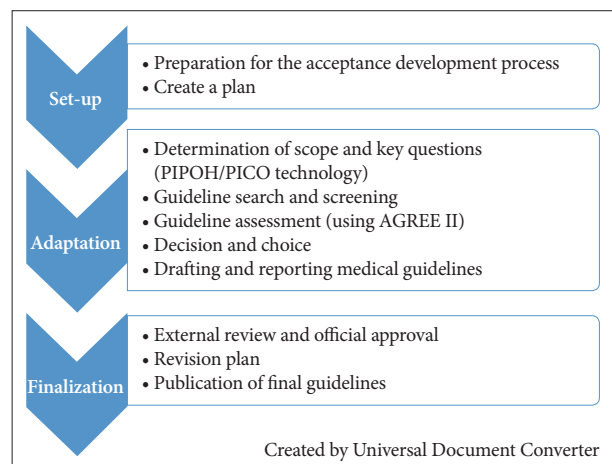 Set-up
• Preparation for the acceptance development process
• Create a plan
Adaptation
• Determination of scope and key questions
(PIPOH/PICO technology)
• Guideline search and screening
• Guideline assessment (using AGREE II)
• Decision and choice
• Drafting and reporting medical guidelines
Finalization
• External review and official approval
• Revision plan
• Publication of final guidelines
Created by Universal Document Converter